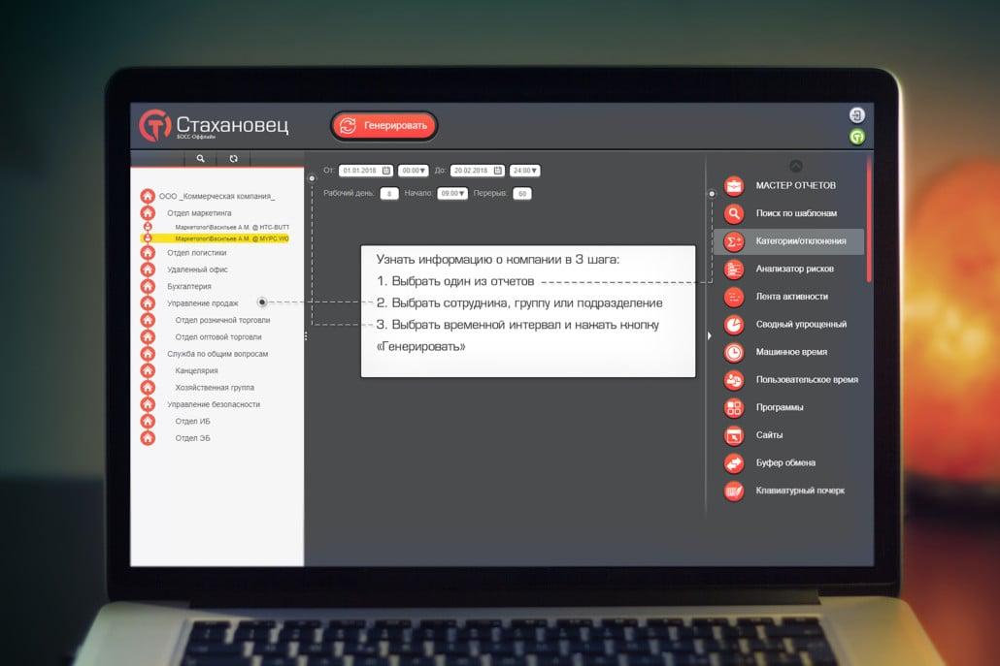 Стахановец
БОСС-Оффлайн
Генерировать
От: 01.01.2018 00:00 До: 20.02.2018 24:00
Рабочий день: 8 Начало: 09:00 Перерыв: 60
ООО _Коммерческая компания_
Отдел маркетинга
Маркетолог\Васильев А.М. @ HTC-BUTT
Маркетолог\Васильев А.М. @ MYPC.WO
Отдел логистики
Удаленный офис
Бухгалтерия
Управление продаж
Отдел розничной торговли
Отдел оптовой торговли
Служба по общим вопросам
Канцелярия
Хозяйственная группа
Управление безопасности
Отдел ИБ
Отдел ЭБ
Узнать информацию о компании в 3 шага:
1. Выбрать один из отчетов
2. Выбрать сотрудника, группу или подразделение
3. Выбрать временной интервал и нажать кнопку
«Генерировать»
МАСТЕР ОТЧЕТОВ
Поиск по шаблонам
Категории/отклонения
Анализатор рисков
Лента активности
Сводный упрощенный
Машинное время
Пользовательское время
Программы
Сайты
Буфер обмена
Клавиатурный почерк